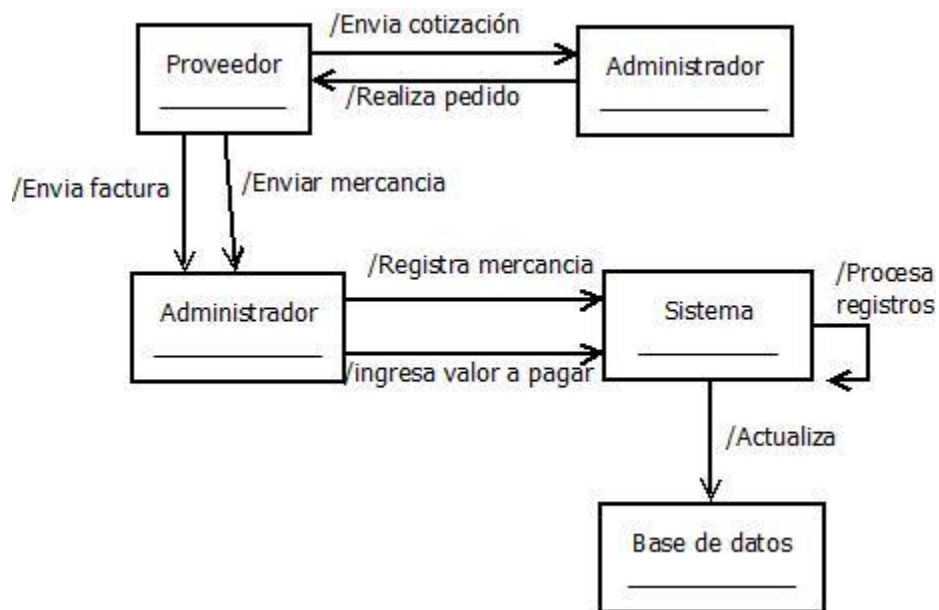 /Envia cotización
Proveedor
Administrador
/Realiza pedido
/Envia factura
/Enviar mercancia
/Registra mercancia
/Procesa
registros
Administrador
Sistema
/ingresa valor a pagar
/Actualiza
Base de datos